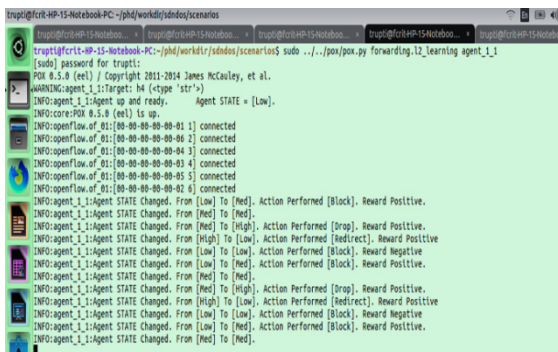 trupti@fcrit-HP-15-Notebook-PC: ~/phd/workdir/sdndos/scenarios
trupti@fcrit-HP-15-Noteboo... × trupti@fcrit-HP-15-Noteboo... × trupti@fcrit-HP-15-Noteboo... × trupti@fcrit-HP-15-Noteboo... × trupti@fcrit-HP-15-Notebo
trupti@fcrit-HP-15-Notebook-PC:~/phd/workdir/sdndos/scenarios$ sudo ../../pox/pox.py forwarding.l2_learning agent_1_1
[sudo] password for trupti:
POX 0.5.0 (eel) / Copyright 2011-2014 James McCauley, et al.
WARNING:agent_1_1:Target: h4 (<type 'str'>)
INFO:agent_1_1:Agent up and ready. Agent STATE = [Low].
INFO:core:POX 0.5.0 (eel) is up.
INFO:openflow.of_01:[00-00-00-00-00-01 1] connected
INFO:openflow.of_01:[00-00-00-00-00-06 2] connected
INFO:openflow.of_01:[00-00-00-00-00-04 3] connected
INFO:openflow.of_01:[00-00-00-00-00-03 4] connected
INFO:openflow.of_01:[00-00-00-00-00-05 5] connected
INFO:openflow.of_01:[00-00-00-00-00-02 6] connected
INFO:agent_1_1:Agent STATE Changed. From [Low] To [Med]. Action Performed [Block]. Reward Positive.
INFO:agent_1_1:Agent STATE Changed. From [Med] To [Med].
INFO:agent_1_1:Agent STATE Changed. From [Med] To [High]. Action Performed [Drop]. Reward Positive.
INFO:agent_1_1:Agent STATE Changed. From [High] To [Low]. Action Performed [Redirect]. Reward Positive
INFO:agent_1_1:Agent STATE Changed. From [Low] To [Low]. Action Performed [Block]. Reward Negative
INFO:agent_1_1:Agent STATE Changed. From [Low] To [Med]. Action Performed [Block]. Reward Positive.
INFO:agent_1_1:Agent STATE Changed. From [Med] To [Med].
INFO:agent_1_1:Agent STATE Changed. From [Med] To [High]. Action Performed [Drop]. Reward Positive.
INFO:agent_1_1:Agent STATE Changed. From [High] To [Low]. Action Performed [Redirect]. Reward Positive
INFO:agent_1_1:Agent STATE Changed. From [Low] To [Low]. Action Performed [Block]. Reward Negative
INFO:agent_1_1:Agent STATE Changed. From [Low] To [Med]. Action Performed [Block]. Reward Positive.
INFO:agent_1_1:Agent STATE Changed. From [Med] To [Med].